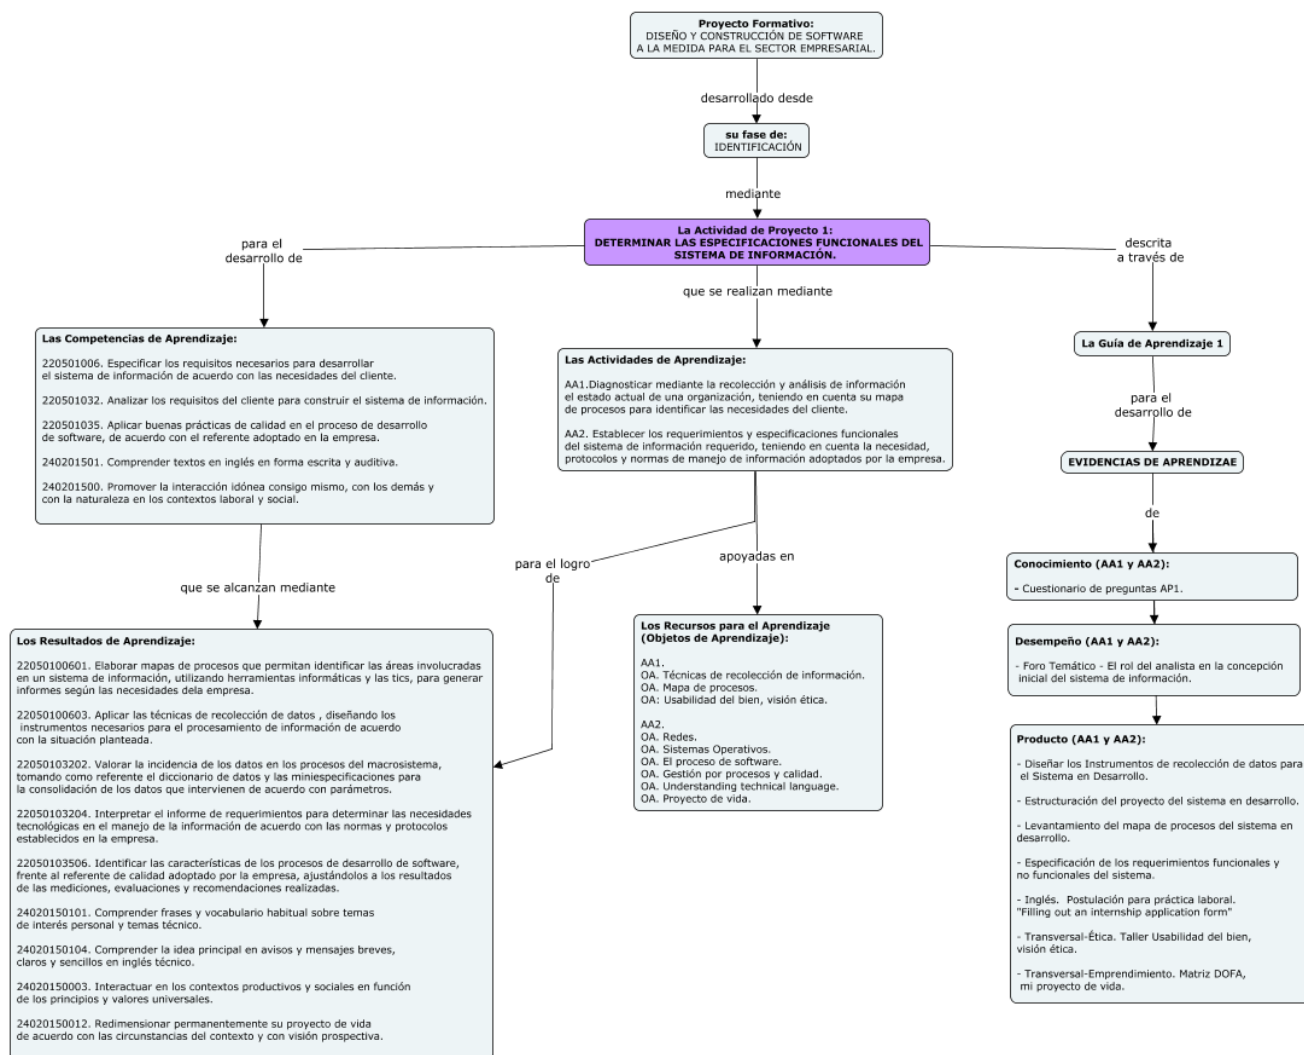 Proyecto Formativo:
DISEÑO Y CONSTRUCCIÓN DE SOFTWARE
A LA MEDIDA PARA EL SECTOR EMPRESARIAL.
desarrollado desde
su fase de:
IDENTIFICACIÓN
mediante
La Actividad de Proyecto 1:
DETERMINAR LAS ESPECIFICACIONES FUNCIONALES DEL
SISTEMA DE INFORMACIÓN.
para el
desarrollo de
Las Competencias de Aprendizaje:
220501006. Especificar los requisitos necesarios para desarrollar
el sistema de información de acuerdo con las necesidades del cliente.
220501032. Analizar los requisitos del cliente para construir el sistema de información.
220501035. Aplicar buenas prácticas de calidad en el proceso de desarrollo
de software, de acuerdo con el referente adoptado en la empresa.
240201501. Comprender textos en inglés en forma escrita y auditiva.
240201500. Promover la interacción idónea consigo mismo, con los demás y
con la naturaleza en los contextos laboral y social.
que se alcanzan mediante
Los Resultados de Aprendizaje:
22050100601. Elaborar mapas de procesos que permitan identificar las áreas involucradas
en un sistema de información, utilizando herramientas informáticas y las tics, para generar
informes según las necesidades dela empresa.
22050100603. Aplicar las técnicas de recolección de datos , diseñando los
instrumentos necesarios para el procesamiento de información de acuerdo
con la situación planteada.
22050103202. Valorar la incidencia de los datos en los procesos del macrosistema,
tomando como referente el diccionario de datos y las miniespecificaciones para
la consolidación de los datos que intervienen de acuerdo con parámetros.
22050103204. Interpretar el informe de requerimientos para determinar las necesidades
tecnológicas en el manejo de la información de acuerdo con las normas y protocolos
establecidos en la empresa.
22050103506. Identificar las características de los procesos de desarrollo de software,
frente al referente de calidad adoptado por la empresa, ajustándolos a los resultados
de las mediciones, evaluaciones y recomendaciones realizadas.
24020150101. Comprender frases y vocabulario habitual sobre temas
de interés personal y temas técnico.
24020150104. Comprender la idea principal en avisos y mensajes breves,
claros y sencillos en inglés técnico.
24020150003. Interactuar en los contextos productivos y sociales en función
de los principios y valores universales.
24020150012. Redimensionar permanentemente su proyecto de vida
de acuerdo con las circunstancias del contexto y con visión prospectiva.
que se realizan mediante
Las Actividades de Aprendizaje:
AA1.Diagnosticar mediante la recolección y análisis de información
el estado actual de una organización, teniendo en cuenta su mapa
de procesos para identificar las necesidades del cliente.
AA2. Establecer los requerimientos y especificaciones funcionales
del sistema de información requerido, teniendo en cuenta la necesidad,
protocolos y normas de manejo de información adoptados por la empresa.
para el logro
de
apoyadas en
Los Recursos para el Aprendizaje
(Objetos de Aprendizaje):
AA1.
OA. Técnicas de recolección de información.
OA. Mapa de procesos.
OA: Usabilidad del bien, visión ética.
AA2.
OA. Redes.
OA. Sistemas Operativos.
OA. El proceso de software.
OA. Gestión por procesos y calidad.
OA. Understanding technical language.
OA. Proyecto de vida.
descrita
a través de
La Guía de Aprendizaje 1
para el
desarrollo de
EVIDENCIAS DE APRENDIZAE
de
Conocimiento (AA1 y AA2):
- Cuestionario de preguntas AP1.
Desempeño (AA1 y AA2):
- Foro Temático - El rol del analista en la concepción
inicial del sistema de información.
Producto (AA1 y AA2):
- Diseñar los Instrumentos de recolección de datos para
el Sistema en Desarrollo.
- Estructuración del proyecto del sistema en desarrollo.
- Levantamiento del mapa de procesos del sistema en
desarrollo.
- Especificación de los requerimientos funcionales y
no funcionales del sistema.
- Inglés. Postulación para práctica laboral.
"Filling out an internship application form"
- Transversal-Ética. Taller Usabilidad del bien,
visión ética.
- Transversal-Emprendimiento. Matriz DOFA,
mi proyecto de vida.